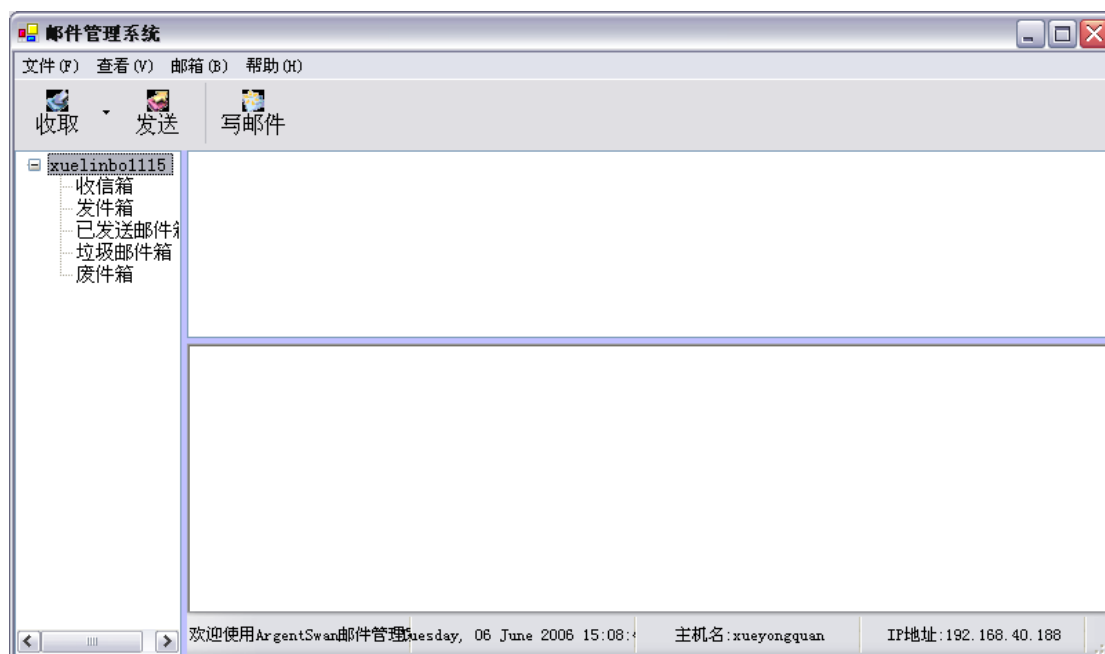 邮件管理系统
文件(F) 查看(V) 邮箱(B) 帮助(H)
收取 发送 写邮件
xuelinbo1115
收信箱
发件箱
已发送邮件
垃圾邮件箱
废件箱
欢迎使用ArgentSwan邮件管理 uesday, 06 June 2006 15:08: 主机名:xueyongquan IP地址:192.168.40.188